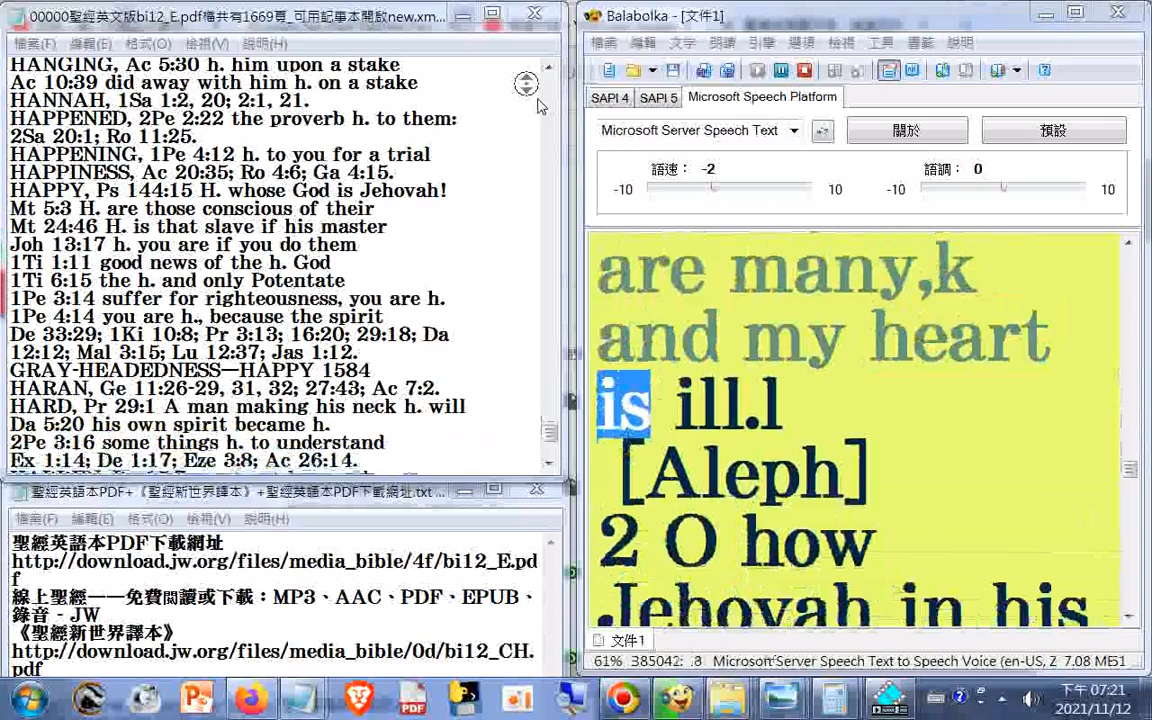 00000聖經英文版bi12_E.pdf檔共有1669頁_可用記事本開啟new.xm...
檔案(F) 編輯(E) 格式(O) 檢視(V) 說明(H)
HANGING, Ac 5:30 h. him upon a stake
Ac 10:39 did away with him h. on a stake
HANNAH, 1Sa 1:2, 20; 2:1, 21.
HAPPENED, 2Pe 2:22 the proverb h. to them:
2Sa 20:1; Ro 11:25.
HAPPENING, 1Pe 4:12 h. to you for a trial
HAPPINESS, Ac 20:35; Ro 4:6; Ga 4:15.
HAPPY, Ps 144:15 H. whose God is Jehovah!
Mt 5:3 H. are those conscious of their
Mt 24:46 H. is that slave if his master
Joh 13:17 h. you are if you do them
1Ti 1:11 good news of the h. God
1Ti 6:15 the h. and only Potentate
1Pe 3:14 suffer for righteousness, you are h.
1Pe 4:14 you are h., because the spirit
De 33:29; 1Ki 10:8; Pr 3:13; 16:20; 29:18; Da
12:12; Mal 3:15; Lu 12:37; Jas 1:12.
GRAY-HEADEDNESS—HAPPY 1584
HARAN, Ge 11:26-29, 31, 32; 27:43; Ac 7:2.
HARD, Pr 29:1 A man making his neck h. will
Da 5:20 his own spirit became h.
2Pe 3:16 some things h. to understand
Ex 1:14; De 1:17; Eze 3:8; Ac 26:14.
聖經英語本PDF+《聖經新世界譯本》+聖經英語本PDF下載網址.txt ...
檔案(F) 編輯(E) 格式(O) 檢視(V) 說明(H)
聖經英語本PDF下載網址
http://download.jw.org/files/media_bible/4f/bi12_E.pd
f
線上聖經——免費閱讀或下載：MP3、AAC、PDF、EPUB、
錄音 - JW
《聖經新世界譯本》
http://download.jw.org/files/media_bible/0d/bi12_CH.
pdf
Balabolka - [文件1]
檔案 編輯 文字 朗讀 引擎 選項 檢視 工具 書籤 說明
SAPI 4 SAPI 5 Microsoft Speech Platform
Microsoft Server Speech Text 關於 預設
語速： -2 語調： 0
-10 10 -10 10
are many,k
and my heart
is ill.l
[Aleph]
2 O how
Jehovah in his
文件1
61% 385042: .8 Microsoft Server Speech Text to Speech Voice (en-US, Z 7.08 MB 51
下午 07:21
2021/11/12